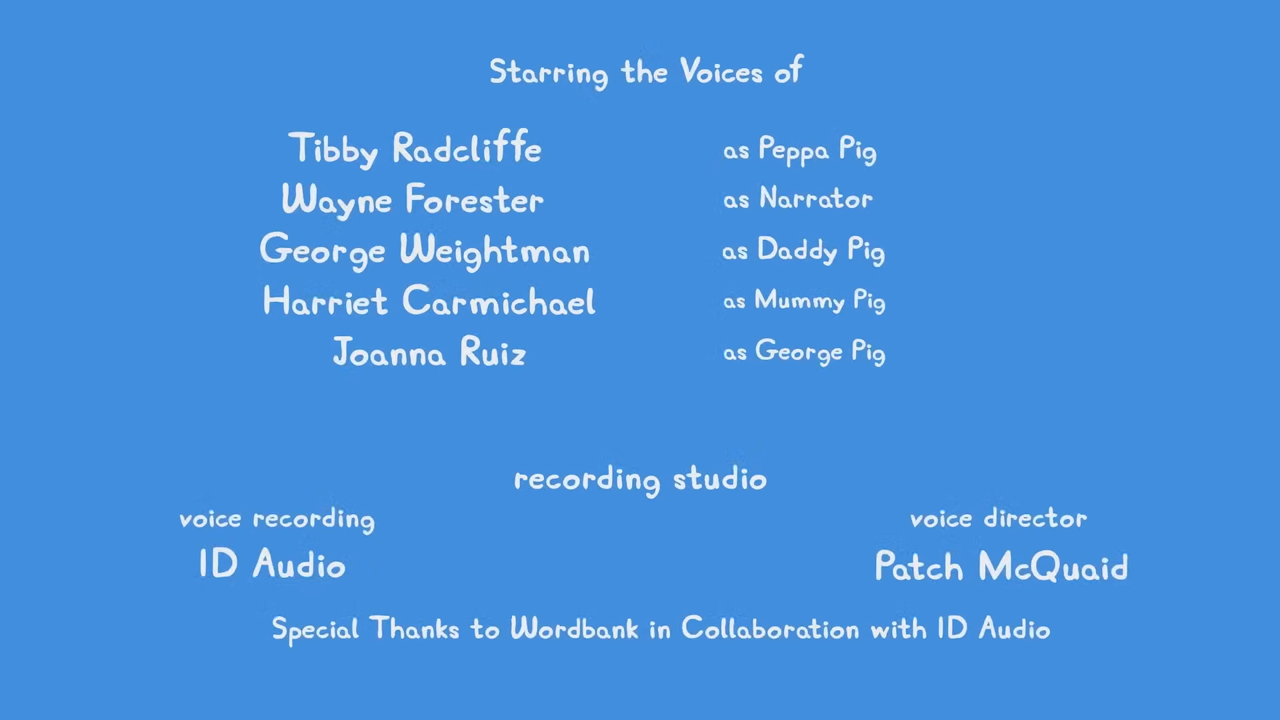 Starring the Voices of
Tibby Radcliffe as Peppa Pig
Wayne Forester as Narrator
George Weightman as Daddy Pig
Harriet Carmichael as Mummy Pig
Joanna Ruiz as George Pig
recording studio
voice recording voice director
ID Audio Patch McQuaid
Special Thanks to Wordbank in Collaboration with ID Audio